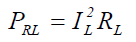 P_{RL} = I_L^2 R_L